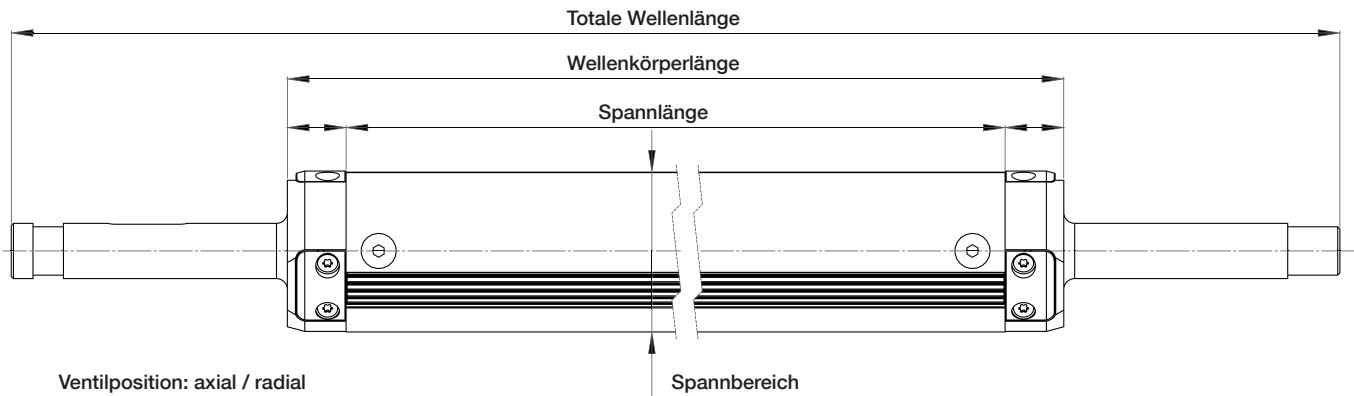 Totale Wellenlänge
Wellenkörperlänge
Spannlänge
Ventilposition: axial / radial
Spannbereich